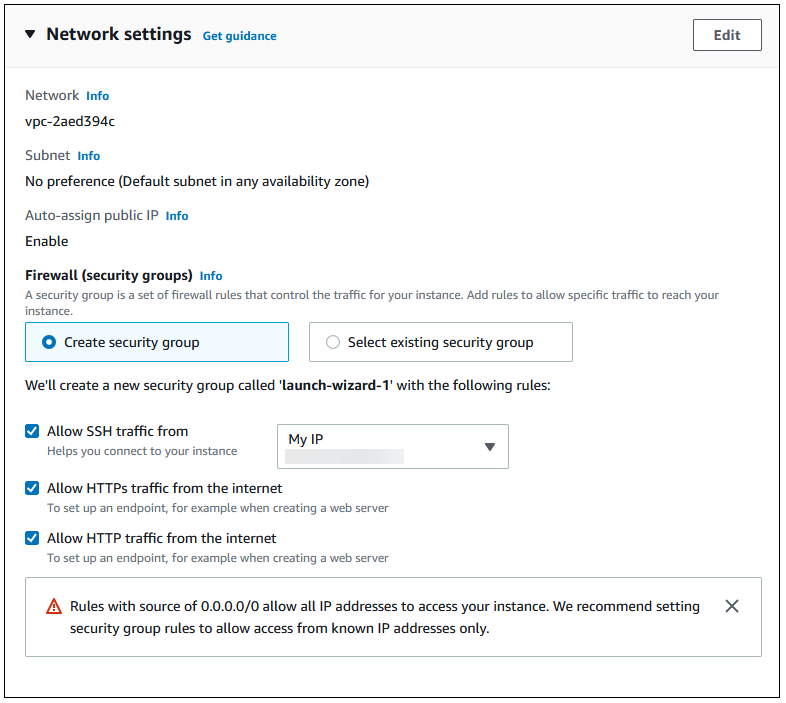 Network settings Get guidance
Edit
Network Info
vpc-2aed394c
Subnet Info
No preference (Default subnet in any availability zone)
Auto-assign public IP Info
Enable
Firewall (security groups) Info
A security group is a set of firewall rules that control the traffic for your instance. Add rules to allow specific traffic to reach your
instance.
Create security group
Select existing security group
We'll create a new security group called 'launch-wizard-1' with the following rules:
Allow SSH traffic from
Helps you connect to your instance
My IP
Allow HTTPs traffic from the internet
To set up an endpoint, for example when creating a web server
Allow HTTP traffic from the internet
To set up an endpoint, for example when creating a web server
Rules with source of 0.0.0.0/0 allow all IP addresses to access your instance. We recommend setting
security group rules to allow access from known IP addresses only.